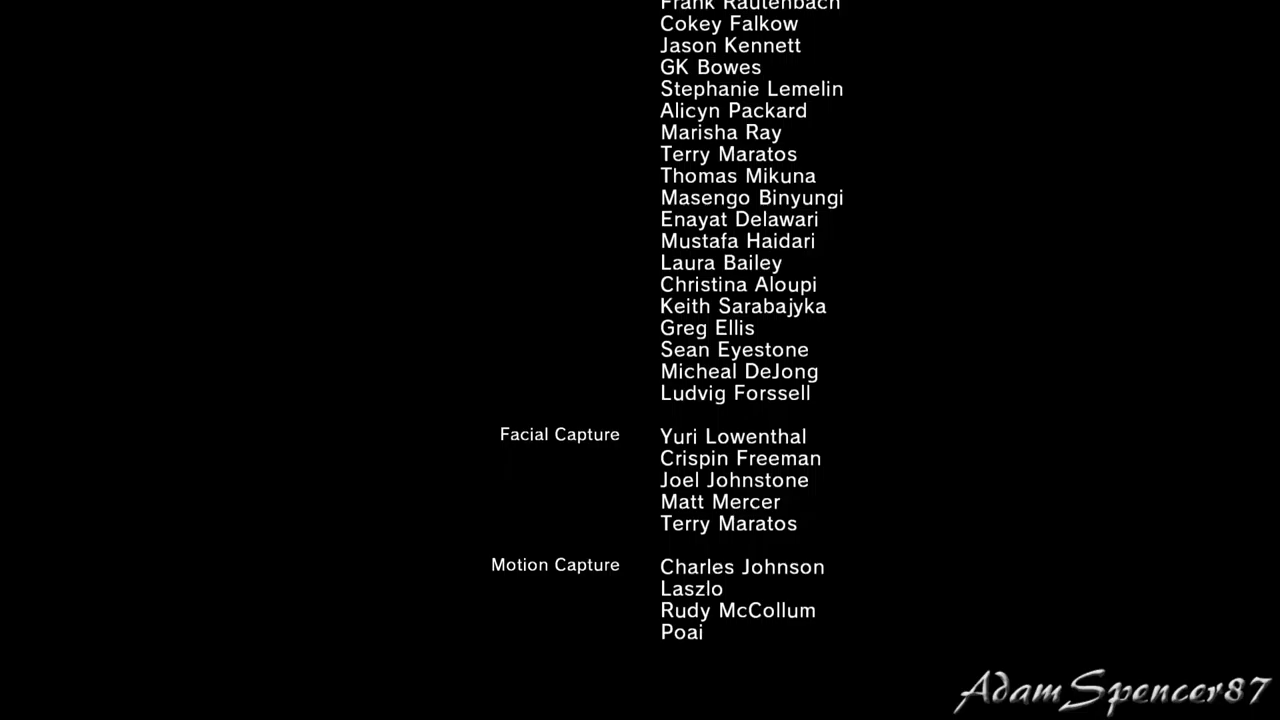 Frank Rautenbach
Cokey Falkow
Jason Kennett
GK Bowes
Stephanie Lemelin
Alicyn Packard
Marisha Ray
Terry Maratos
Thomas Mikuna
Masengo Binyungi
Enayat Delawari
Mustafa Haidari
Laura Bailey
Christina Aloupi
Keith Sarabajyka
Greg Ellis
Sean Eyestone
Micheal DeJong
Ludvig Forssell
Facial Capture Yuri Lowenthal
Crispin Freeman
Joel Johnstone
Matt Mercer
Terry Maratos
Motion Capture Charles Johnson
Laszlo
Rudy McCollum
Poai
AdamSpencer87